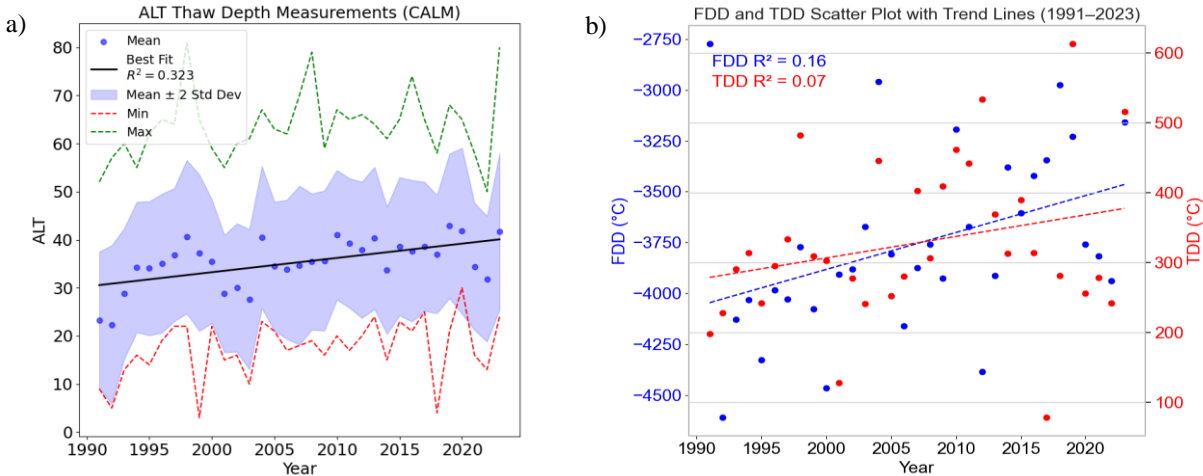 a)
ALT Thaw Depth Measurements (CALM)
Mean
Best Fit
R² = 0.323
Mean ± 2 Std Dev
Min
Max
80
70
60
50
40
30
20
10
0
ALT
1990
1995
2000
2005
2010
2015
2020
Year
b)
FDD and TDD Scatter Plot with Trend Lines (1991–2023)
FDD R² = 0.16
TDD R² = 0.07
−2750
−3000
−3250
−3500
−3750
−4000
−4250
−4500
FDD (°C)
600
500
400
300
200
100
TDD (°C)
1990
1995
2000
2005
2010
2015
2020
Year